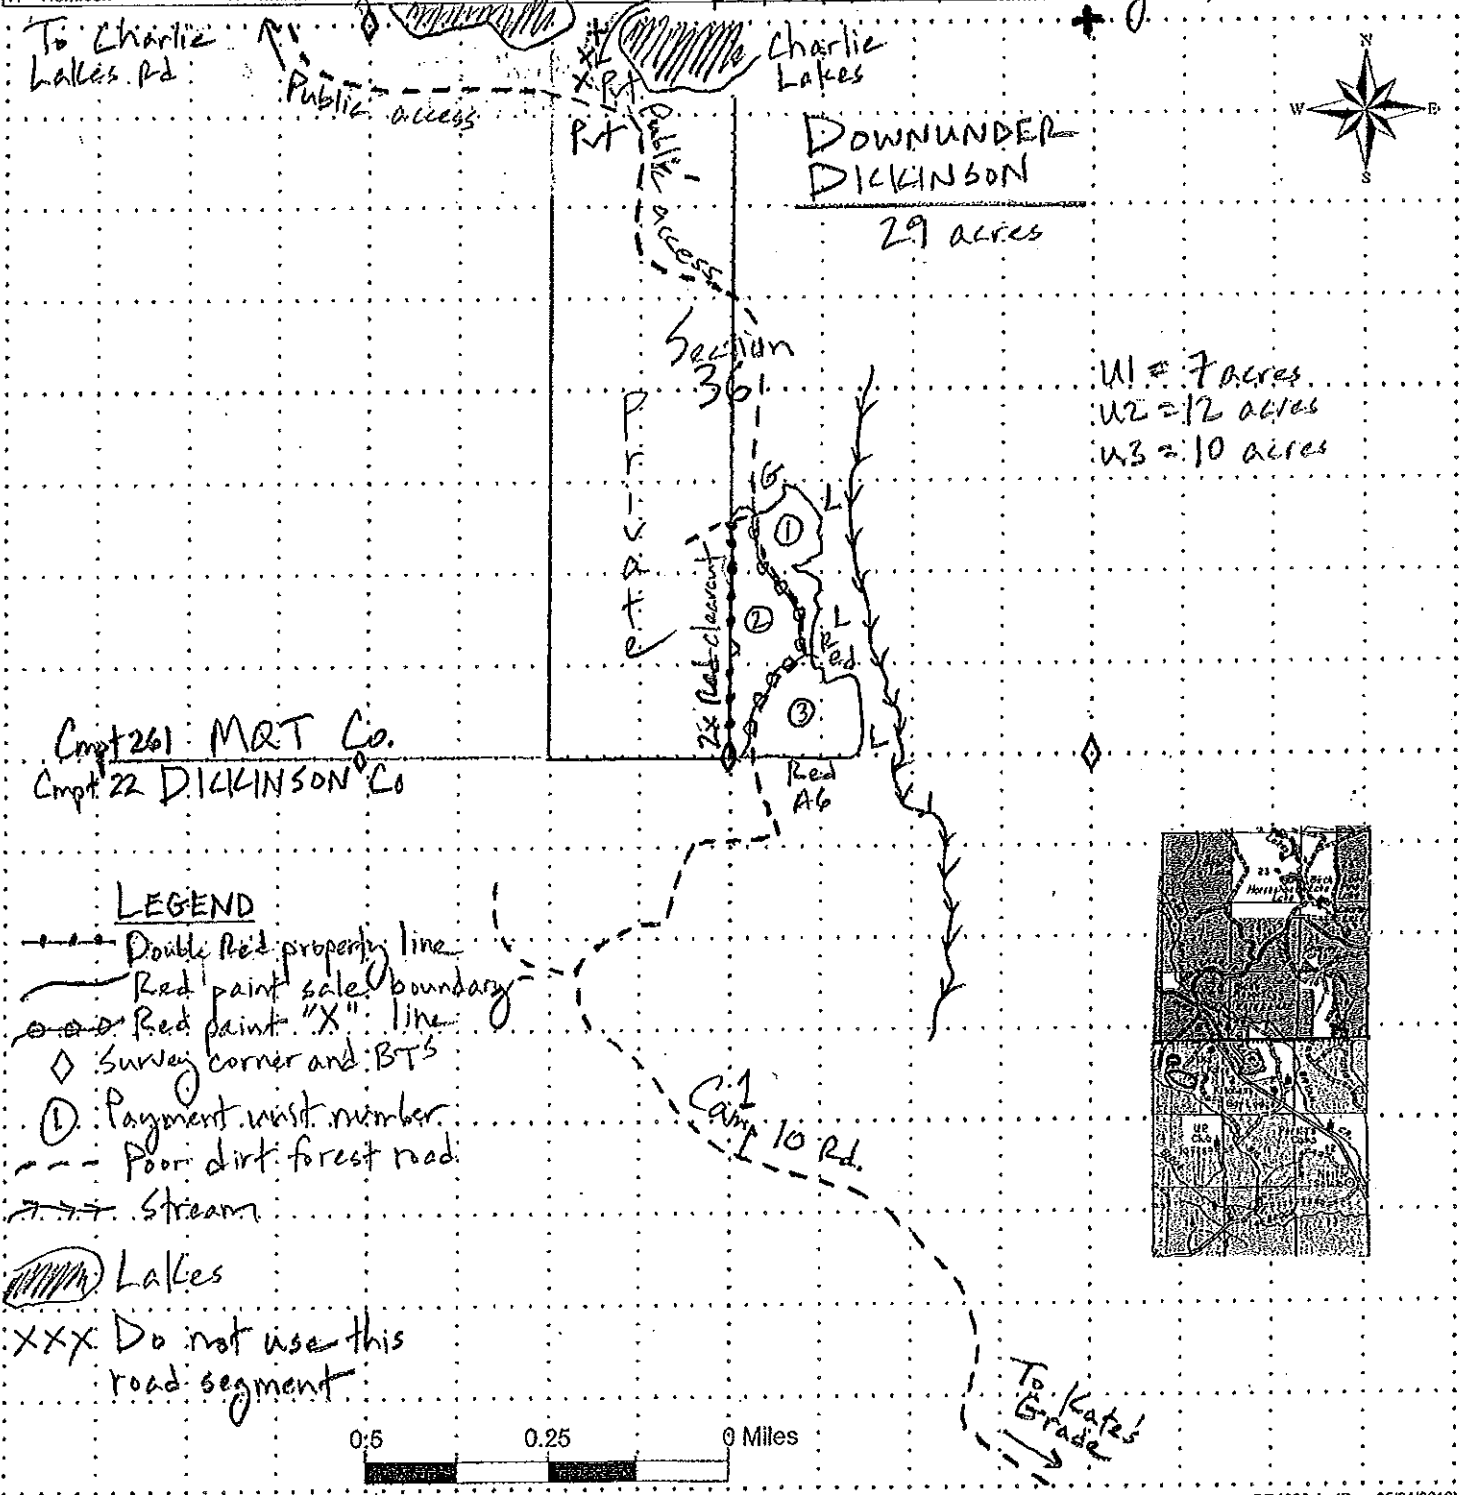 To Charlie
Lakes Rd
Public access
Pvt
Pvt
Public access
Charlie
Lakes
N
W E
S
DOWNUNDER
DICKINSON
29 acres
Section
36
U1 = 7 acres
U2 = 12 acres
U3 = 10 acres
Private
G
L
1
2x Red clearcut
2
L
Red
3
L
Cmpt 261 MQT Co.
Cmpt 22 DICKINSON Co
Red
A6
LEGEND
Double Red property line
Red paint sale boundary
Red paint "X" line
Survey corner and BTS
1 Payment unit number
Poor dirt forest road
Stream
Lakes
XXX Do not use this
road segment
Camp 10 Rd.
To Kate's
Grade
0.5 0.25 0 Miles